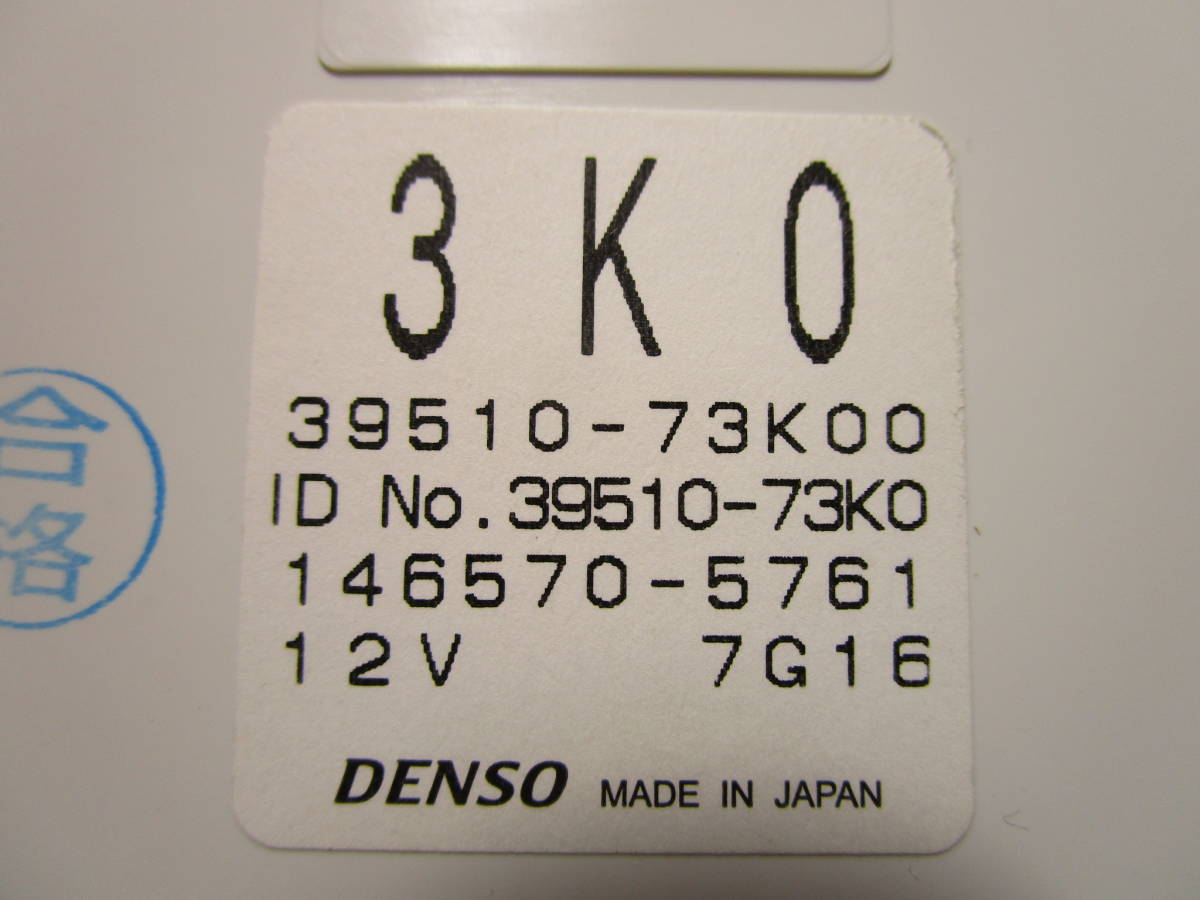 3 K 0
39510-73K00
ID No.39510-73K0
146570-5761
12V 7G16
DENSO MADE IN JAPAN
合格